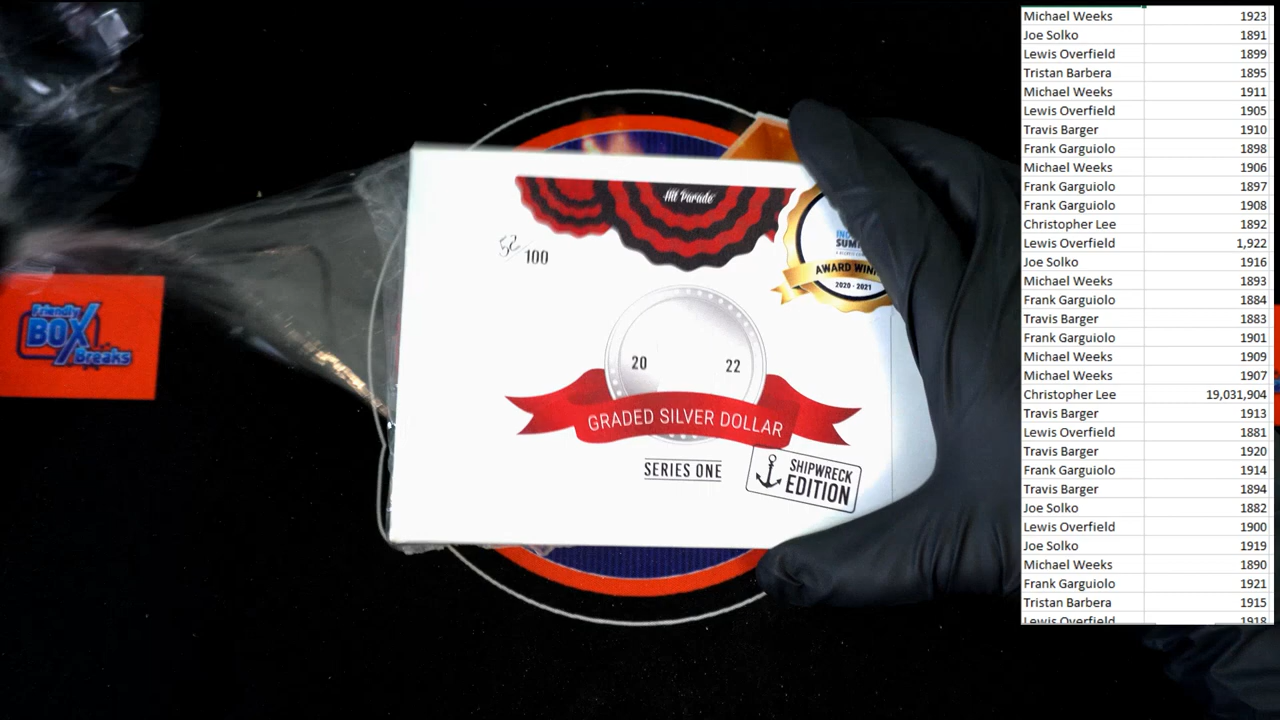 Hit Parade
52/100
AWARD WINN
2020 - 2021
20 22
GRADED SILVER DOLLAR
SERIES ONE
SHIPWRECK
EDITION
Friendly
BOX
Breaks
Michael Weeks 1923
Joe Solko 1891
Lewis Overfield 1899
Tristan Barbera 1895
Michael Weeks 1911
Lewis Overfield 1905
Travis Barger 1910
Frank Garguiolo 1898
Michael Weeks 1906
Frank Garguiolo 1897
Frank Garguiolo 1908
Christopher Lee 1892
Lewis Overfield 1,922
Joe Solko 1916
Michael Weeks 1893
Frank Garguiolo 1884
Travis Barger 1883
Frank Garguiolo 1901
Michael Weeks 1909
Michael Weeks 1907
Christopher Lee 19,031,904
Travis Barger 1913
Lewis Overfield 1881
Travis Barger 1920
Frank Garguiolo 1914
Travis Barger 1894
Joe Solko 1882
Lewis Overfield 1900
Joe Solko 1919
Michael Weeks 1890
Frank Garguiolo 1921
Tristan Barbera 1915
Lewis Overfield 1918